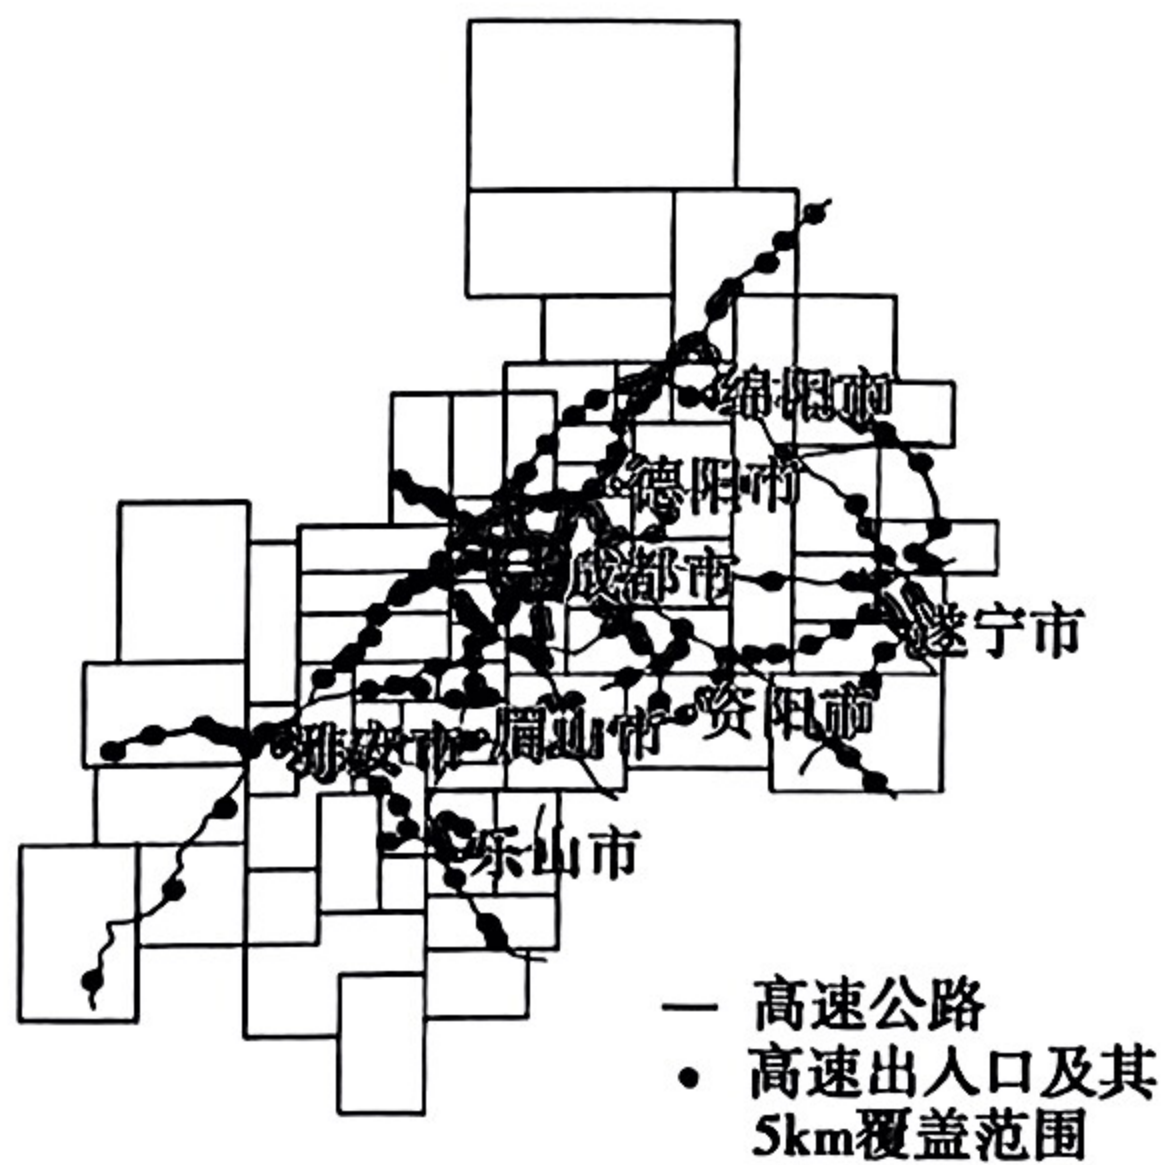 绵阳市
德阳市
成都市
遂宁市
资阳市
眉山市
雅安市
乐山市
高速公路
高速出入口及其
5km覆盖范围